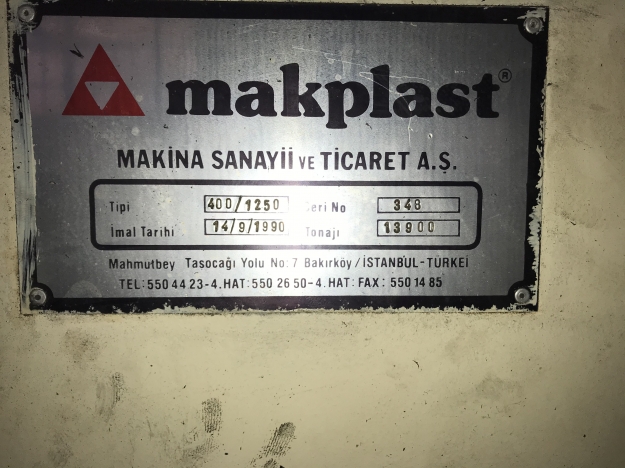 makplast®
MAKİNA SANAYİİ VE TİCARET A.Ş.
Tipi 400/1250 Seri No 348
İmal Tarihi 14/9/1990 Tonajı 13900
Mahmutbey Tasocağı Yolu No: 7 Bakırköy / İSTANBUL - TÜRKEİ
TEL: 550 44 23-4. HAT: 550 26 50-4. HAT: FAX: 550 14 85